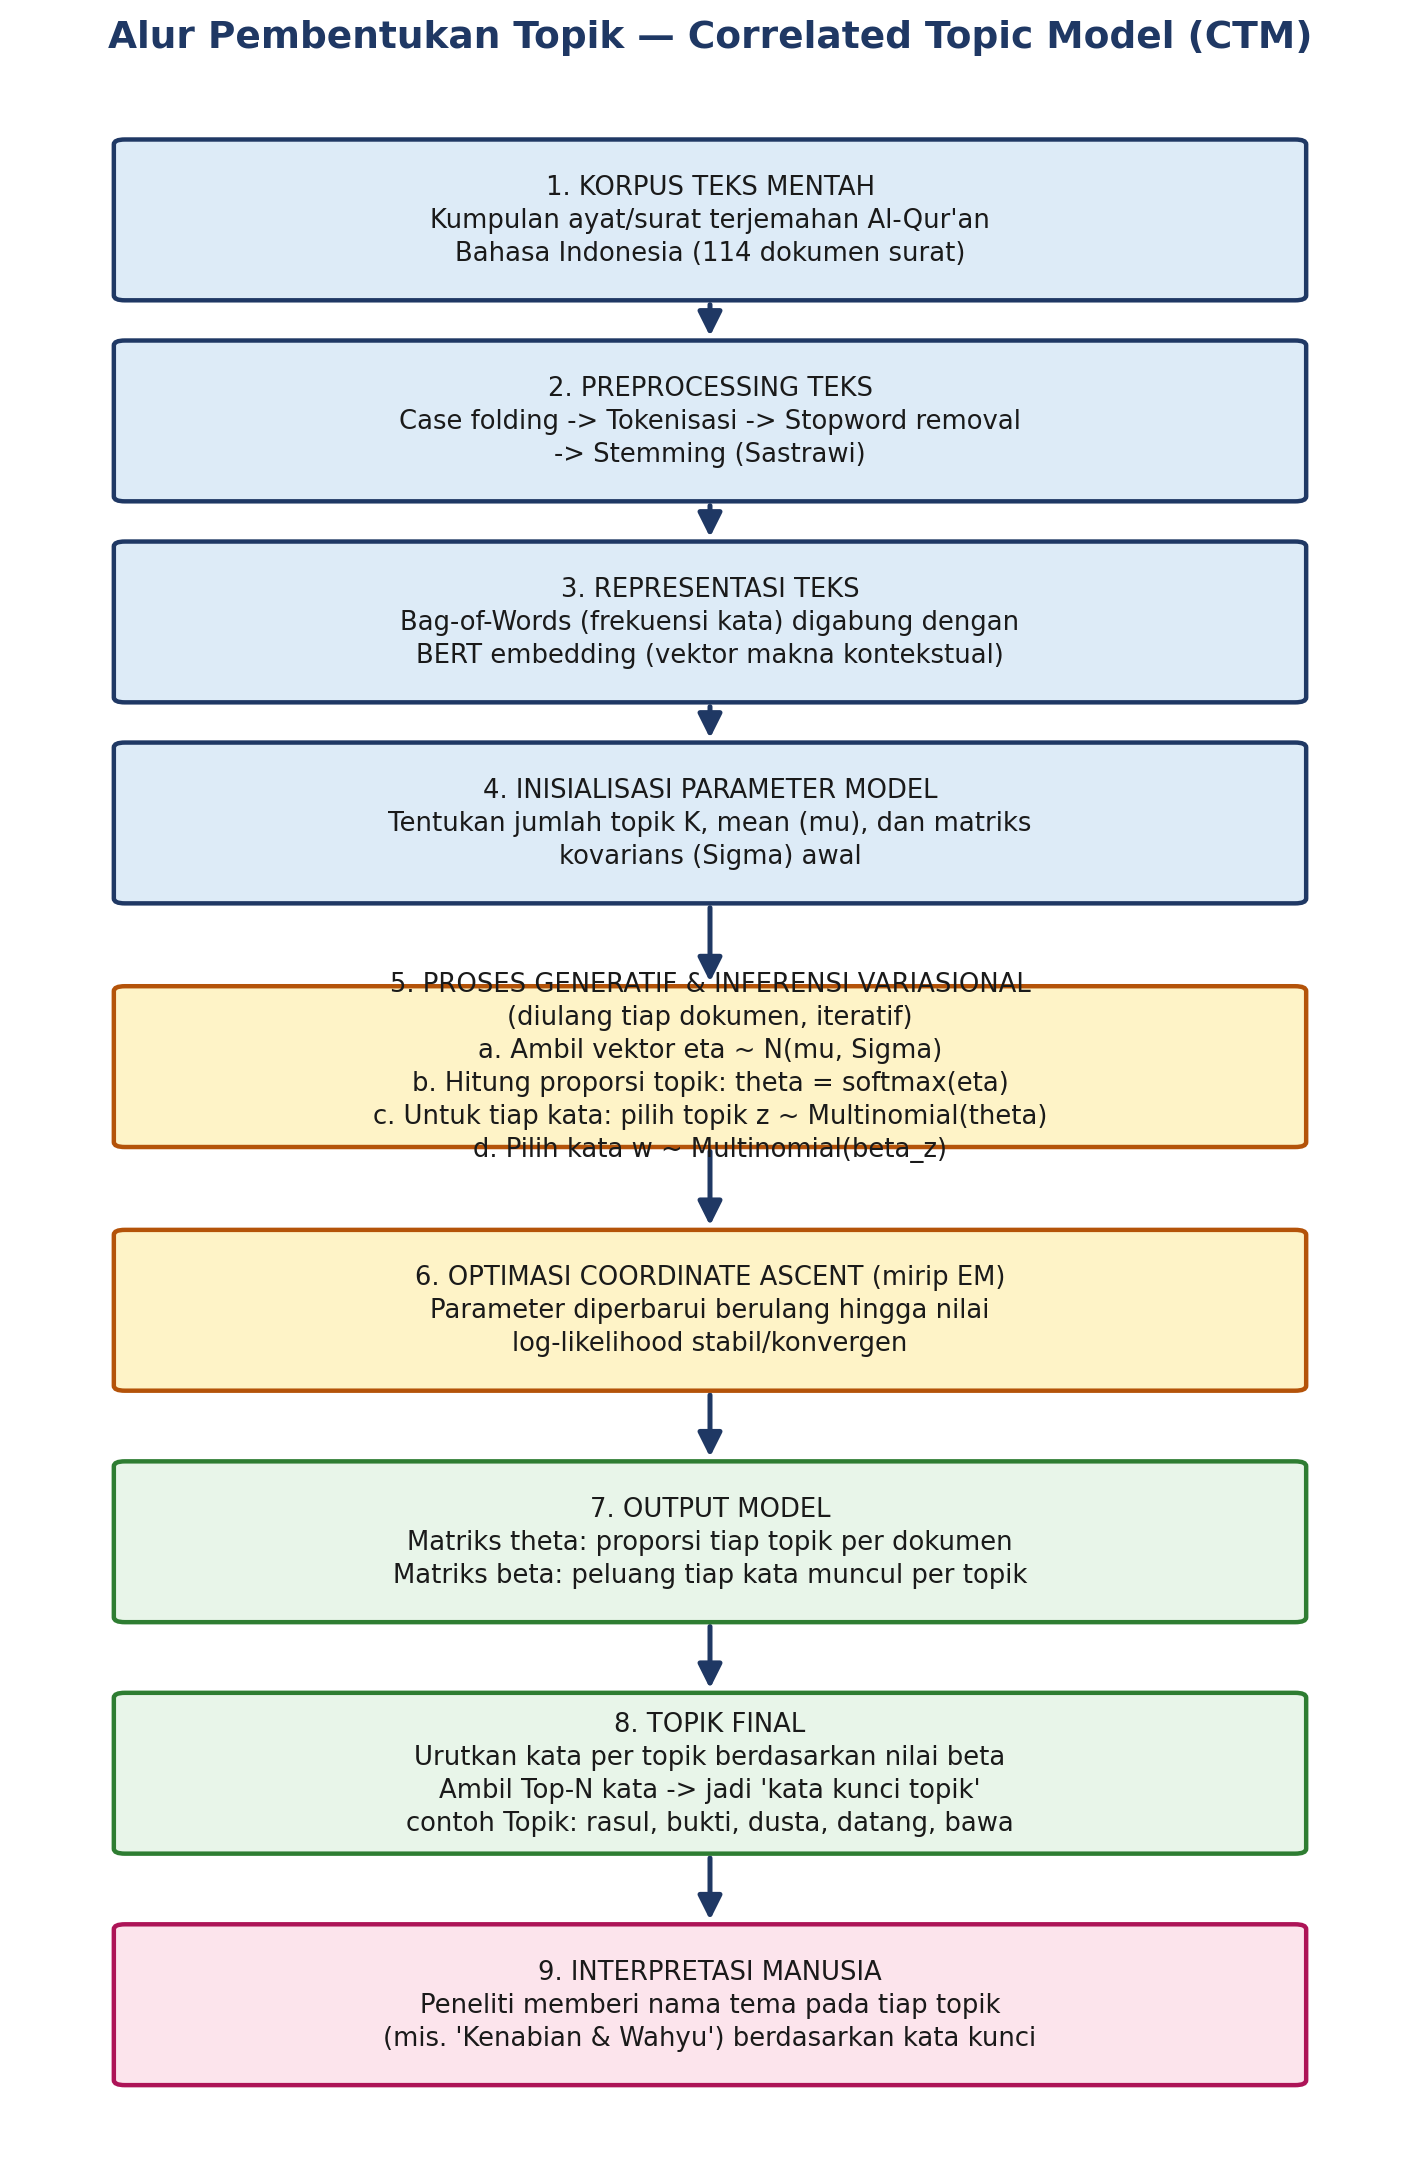 Alur Pembentukan Topik — Correlated Topic Model (CTM)
1. KORPUS TEKS MENTAH
Kumpulan ayat/surat terjemahan Al-Qur'an
Bahasa Indonesia (114 dokumen surat)
2. PREPROCESSING TEKS
Case folding -> Tokenisasi -> Stopword removal
-> Stemming (Sastrawi)
3. REPRESENTASI TEKS
Bag-of-Words (frekuensi kata) digabung dengan
BERT embedding (vektor makna kontekstual)
4. INISIALISASI PARAMETER MODEL
Tentukan jumlah topik K, mean (mu), dan matriks
kovarians (Sigma) awal
5. PROSES GENERATIF & INFERENSI VARIASIONAL
(diulang tiap dokumen, iteratif)
a. Ambil vektor eta ~ N(mu, Sigma)
b. Hitung proporsi topik: theta = softmax(eta)
c. Untuk tiap kata: pilih topik z ~ Multinomial(theta)
d. Pilih kata w ~ Multinomial(beta_z)
6. OPTIMASI COORDINATE ASCENT (mirip EM)
Parameter diperbarui berulang hingga nilai
log-likelihood stabil/konvergen
7. OUTPUT MODEL
Matriks theta: proporsi tiap topik per dokumen
Matriks beta: peluang tiap kata muncul per topik
8. TOPIK FINAL
Urutkan kata per topik berdasarkan nilai beta
Ambil Top-N kata -> jadi 'kata kunci topik'
contoh Topik: rasul, bukti, dusta, datang, bawa
9. INTERPRETASI MANUSIA
Peneliti memberi nama tema pada tiap topik
(mis. 'Kenabian & Wahyu') berdasarkan kata kunci